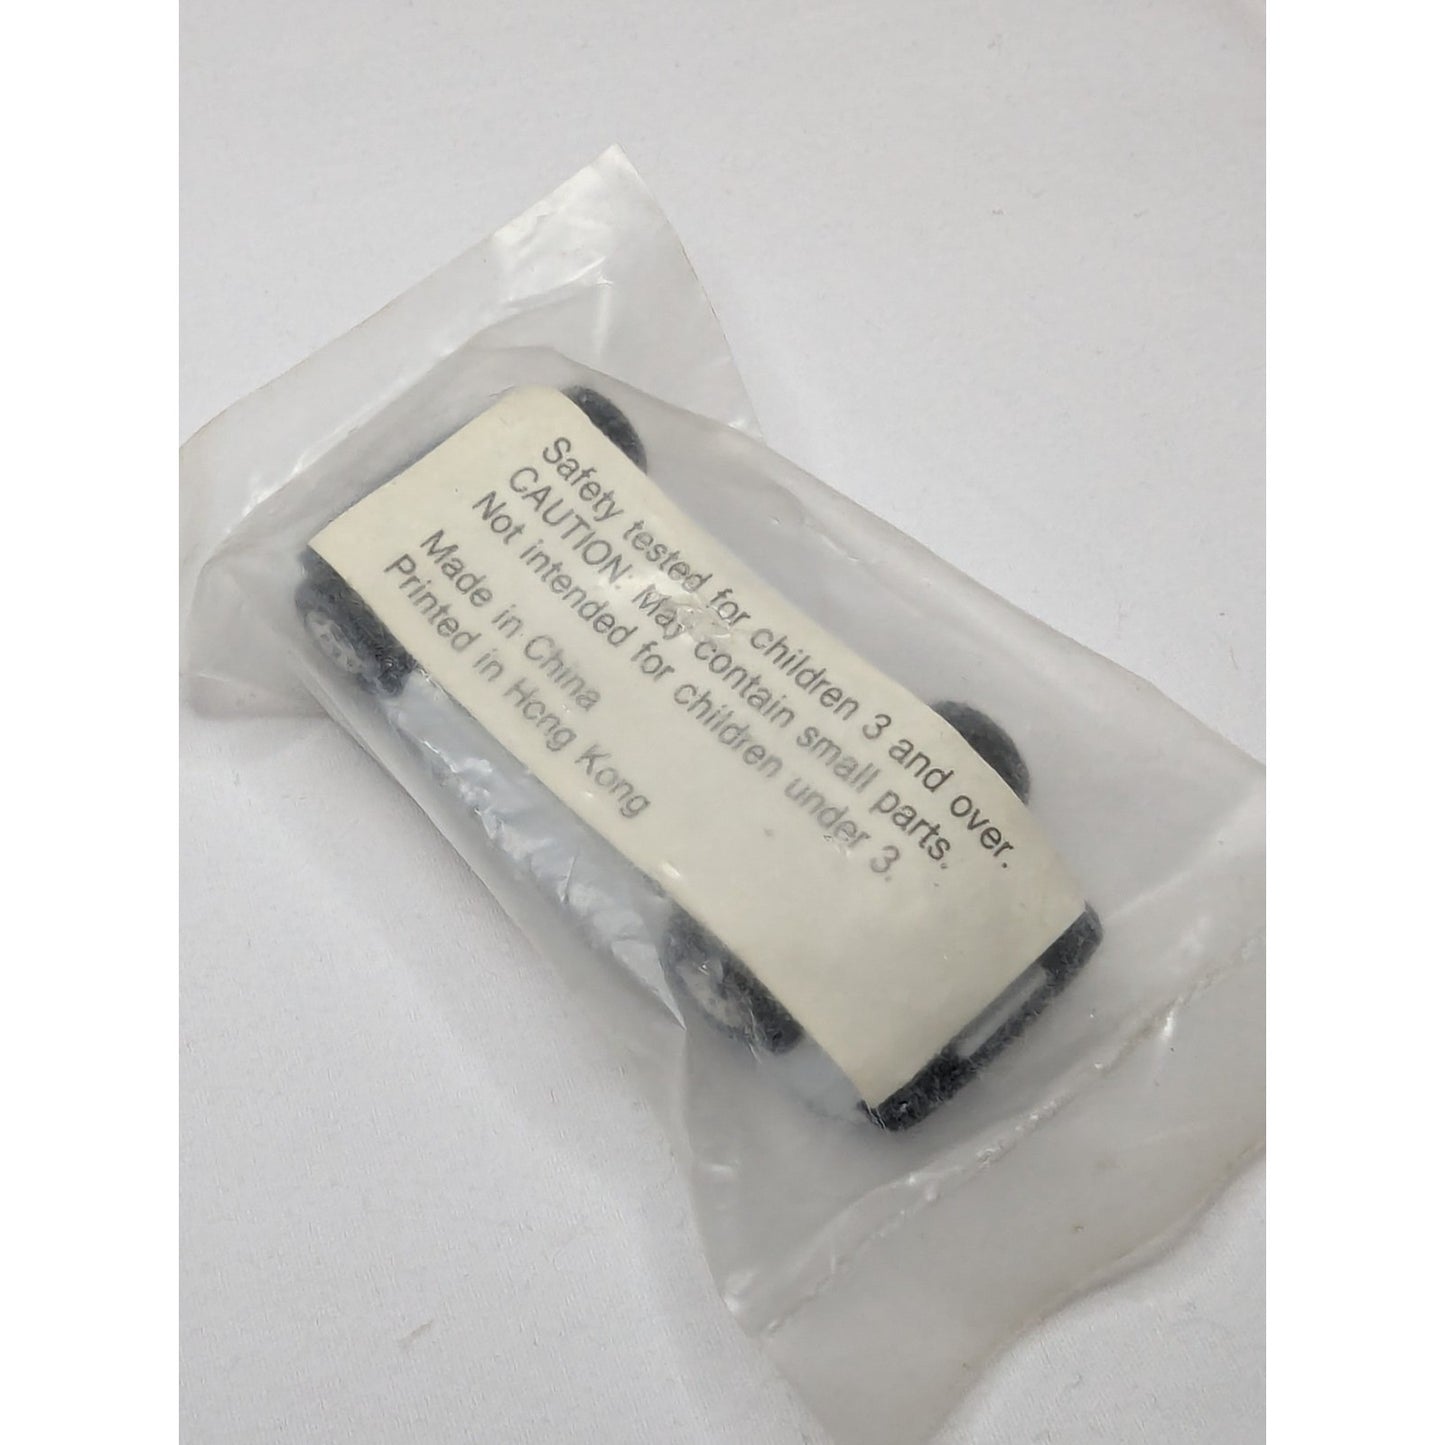 Safety tested for children 3 and over.
CAUTION: May contain small parts.
Not intended for children under 3.
Made in China
Printed in Hong Kong